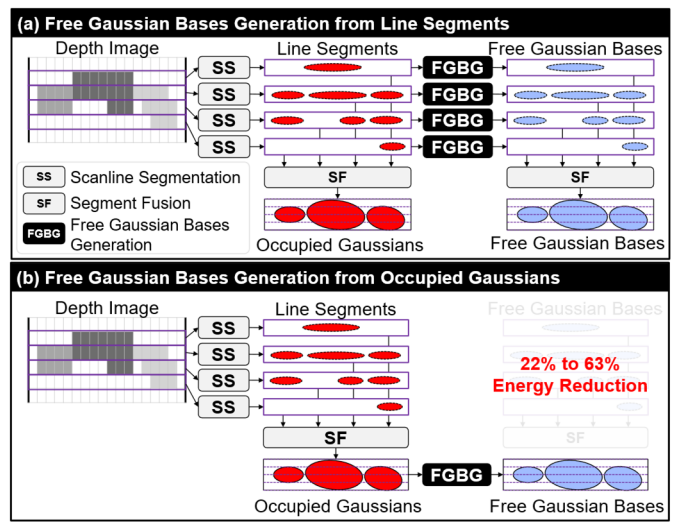 (a) Free Gaussian Bases Generation from Line Segments
Depth Image
Line Segments
Free Gaussian Bases
SS
FGBG
SS
FGBG
SS
FGBG
SS
FGBG
SS Scanline Segmentation
SF Segment Fusion
FGBG Free Gaussian Bases
Generation
SF
SF
Occupied Gaussians
Free Gaussian Bases
(b) Free Gaussian Bases Generation from Occupied Gaussians
Depth Image
Line Segments
Free Gaussian Bases
SS
SS
SS
SS
22% to 63%
Energy Reduction
SF
SF
FGBG
Occupied Gaussians
Free Gaussian Bases